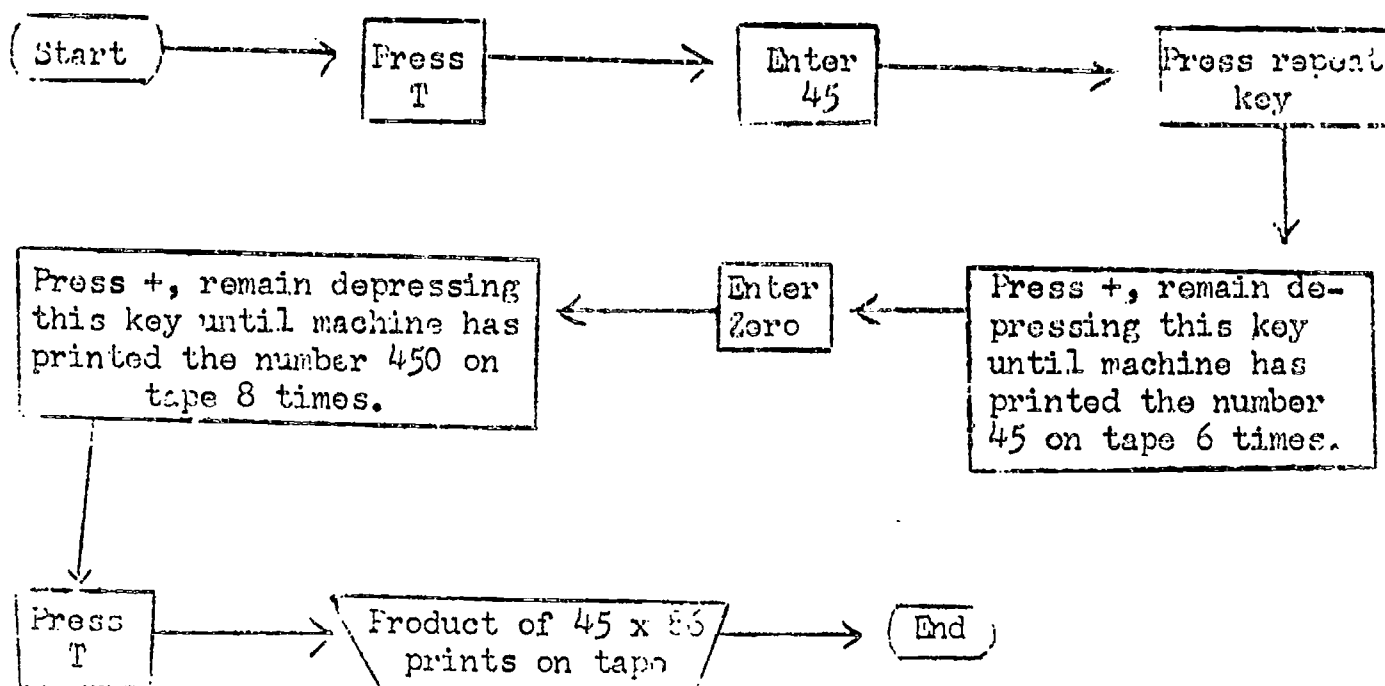 Start
Press
T
Enter
45
Press repeat
key
Press +, remain de-
pressing this key
until machine has
printed the number
45 on tape 6 times.
Enter
Zero
Press +, remain depressing
this key until machine has
printed the number 450 on
tape 8 times.
Press
T
Product of 45 x 86
prints on tape
End